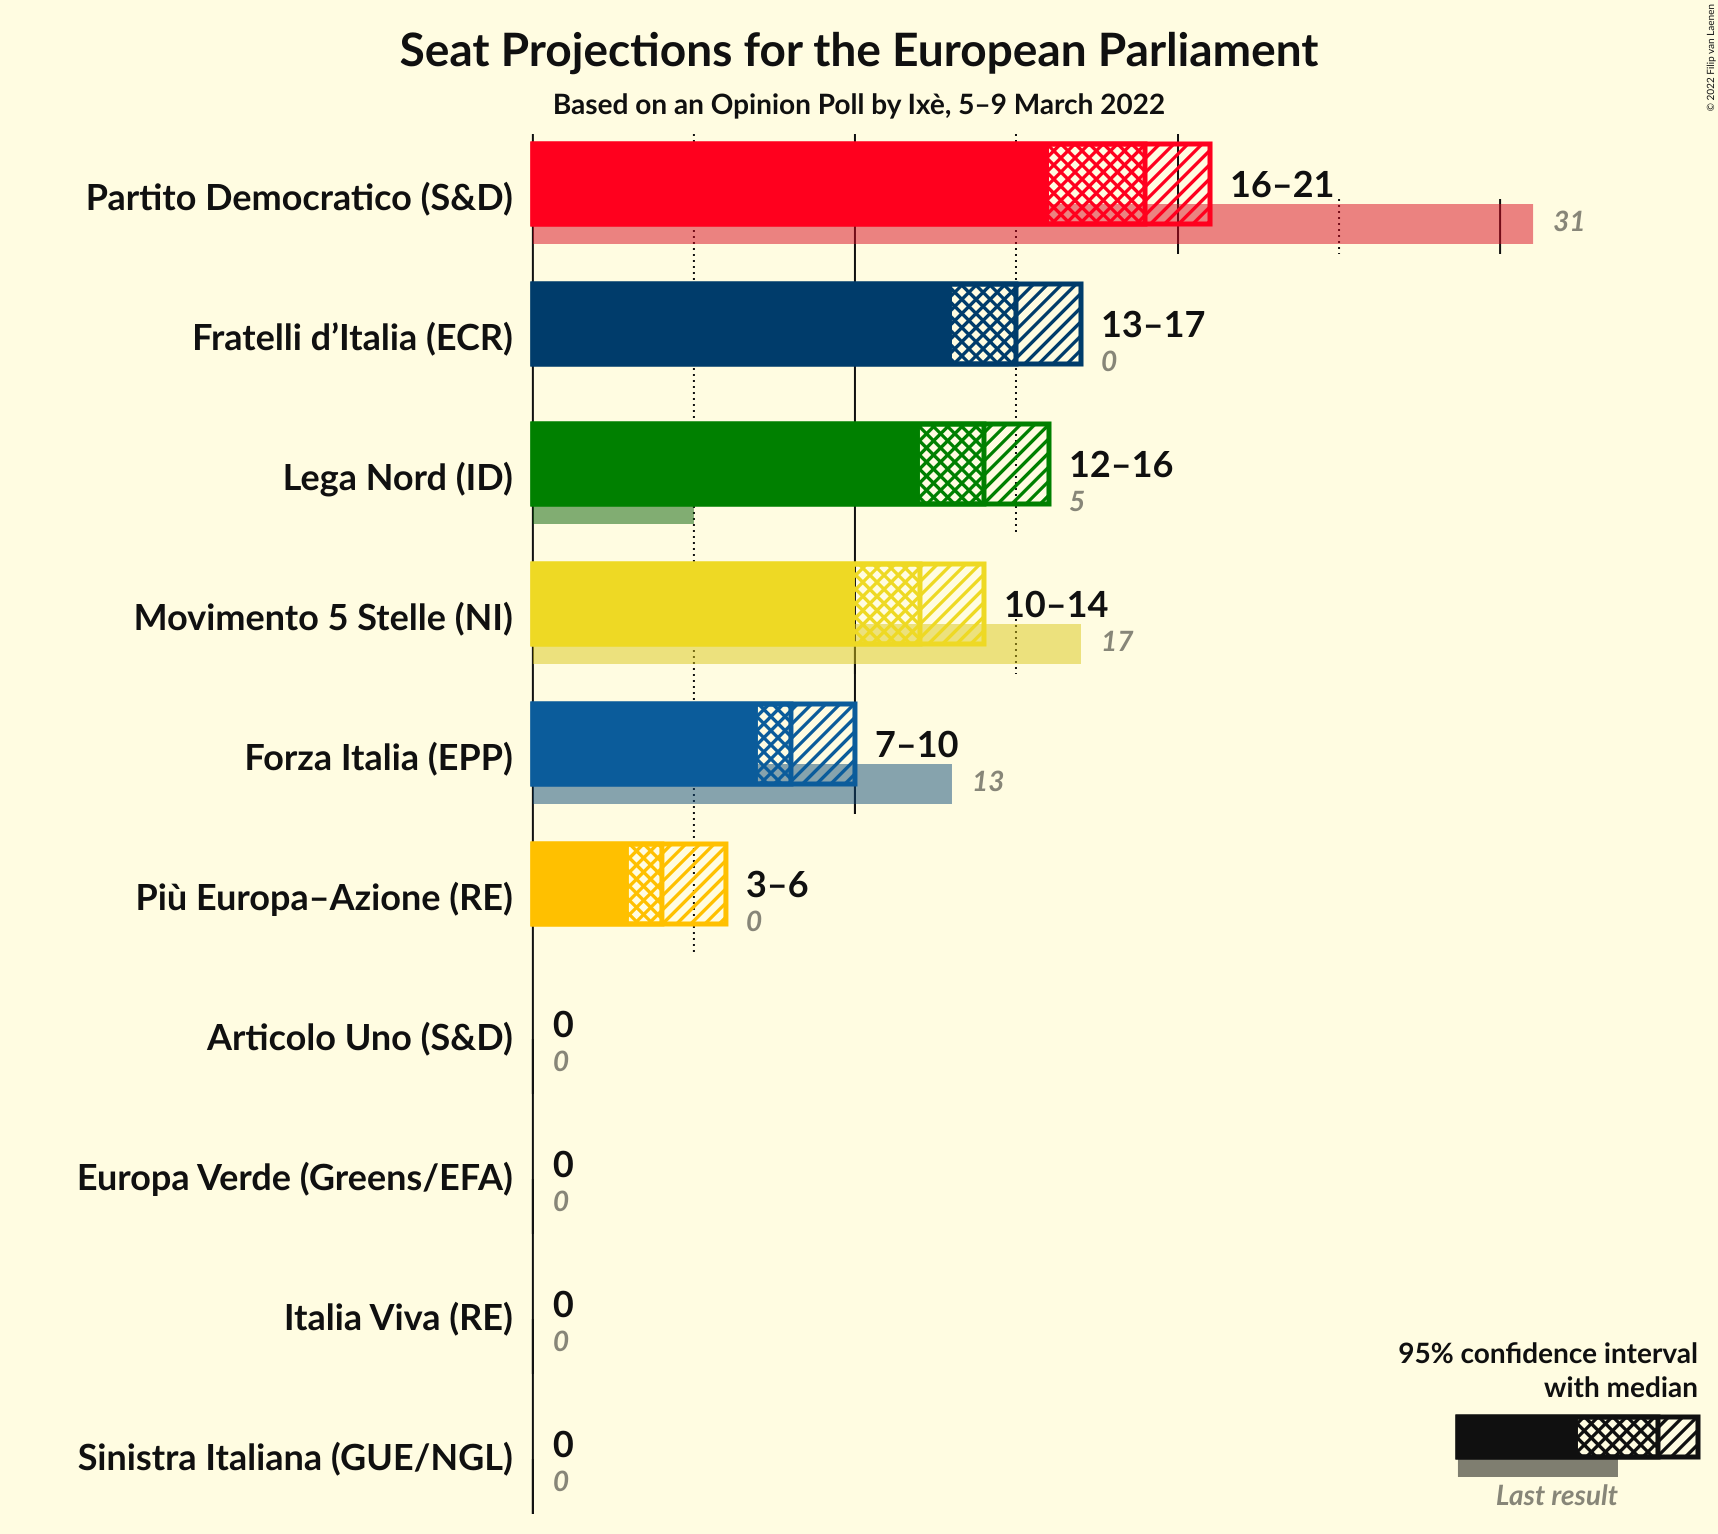 Seat Projections for the European Parliament
Based on an Opinion Poll by Ixè, 5–9 March 2022
© 2022 Filip van Laenen
Partito Democratico (S&D)
16–21
31
Fratelli d’Italia (ECR)
13–17
0
Lega Nord (ID)
12–16
5
Movimento 5 Stelle (NI)
10–14
17
Forza Italia (EPP)
7–10
13
Più Europa–Azione (RE)
3–6
0
Articolo Uno (S&D)
0
0
Europa Verde (Greens/EFA)
0
0
Italia Viva (RE)
0
0
Sinistra Italiana (GUE/NGL)
0
0
95% confidence interval
with median
Last result